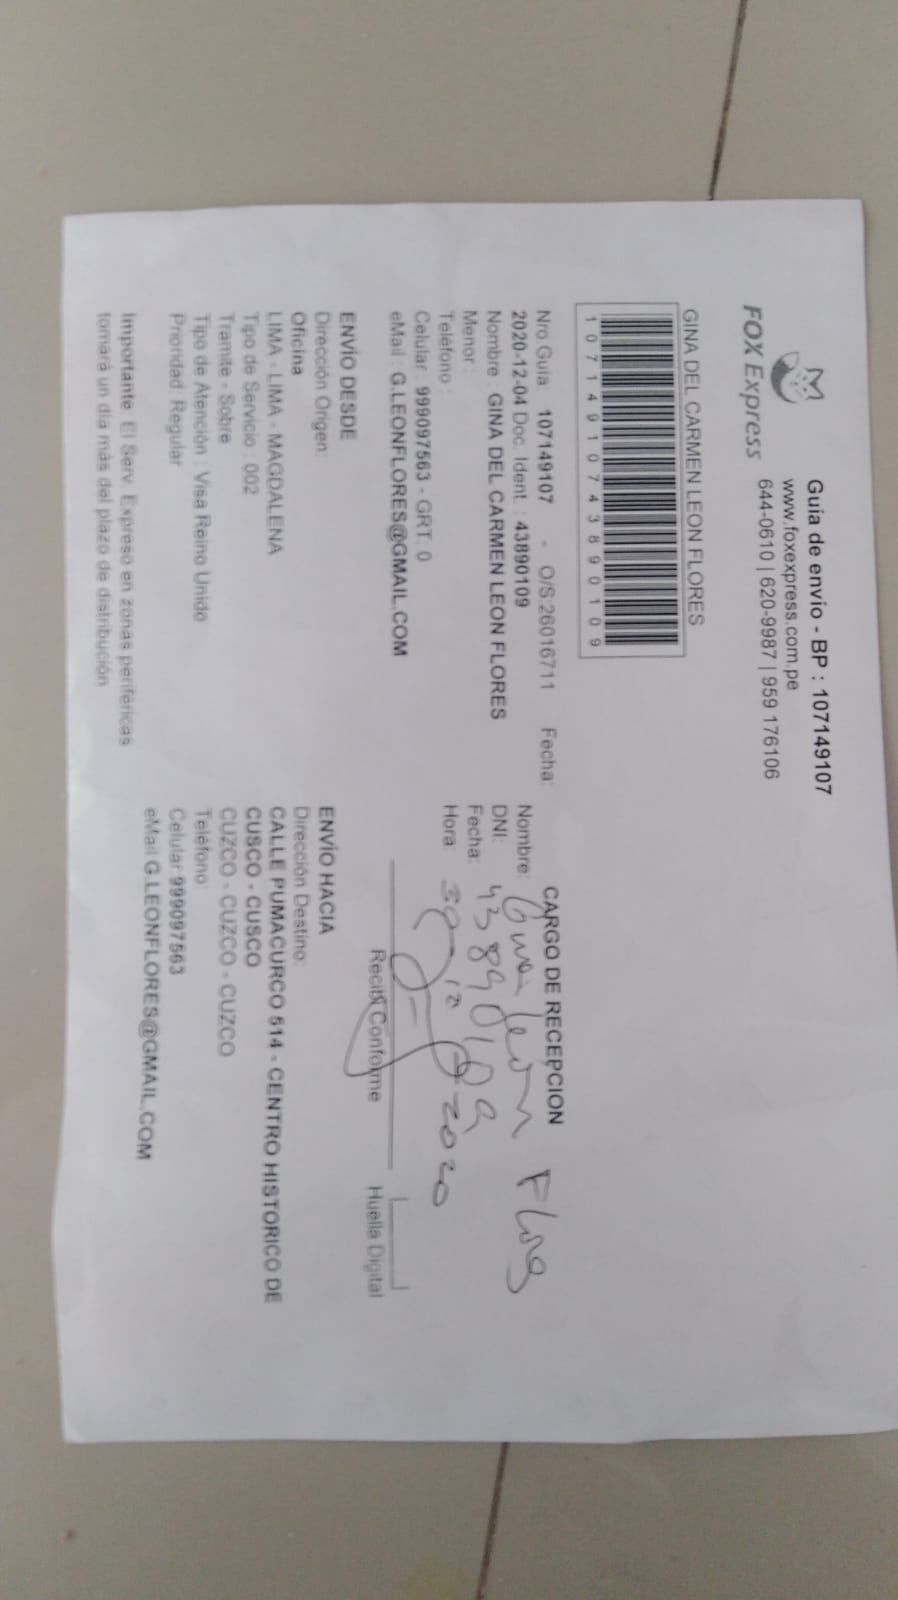 Guía de envío - BP : 107149107
www.foxexpress.com.pe
644-0610 | 620-9987 | 959 176106
FOX Express
GINA DEL CARMEN LEON FLORES
10714910743890109
Nro Guía: 107149107 - O/S:26016711 Fecha:
2020-12-04 Doc. Ident. : 43890109
Nombre : GINA DEL CARMEN LEON FLORES
Menor :
Teléfono :
Celular : 999097563 - GRT: 0
eMail : G.LEONFLORES@GMAIL.COM
ENVÍO DESDE
Dirección Origen:
Oficina
LIMA - LIMA - MAGDALENA
Tipo de Servicio : 002
Tramite - Sobre
Tipo de Atención : Visa Reino Unido
Prioridad: Regular
Importante: El Serv. Expreso en zonas periféricas
tomará un día más del plazo de distribución
CARGO DE RECEPCION
Nombre: Gina Leon Flores
DNI: 43890109
Fecha: 2020
Hora:
Recibí Conforme
Huella Digital
ENVÍO HACIA
Dirección Destino:
CALLE PUMACURCO 514 - CENTRO HISTORICO DE
CUSCO - CUSCO
CUZCO - CUZCO - CUZCO
Teléfono:
Celular:999097563
eMail G.LEONFLORES@GMAIL.COM